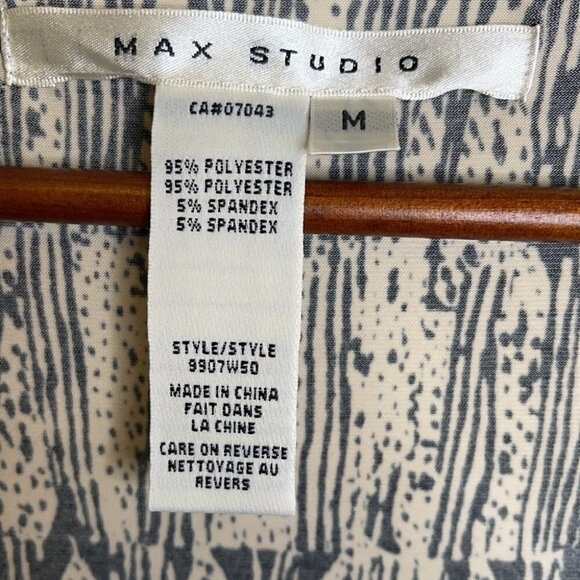 MAX STUDIO
CA#07043
M
95% POLYESTER
95% POLYESTER
5% SPANDEX
5% SPANDEX
STYLE/STYLE
9907W50
MADE IN CHINA
FAIT DANS
LA CHINE
CARE ON REVERSE
NETTOYAGE AU
REVERS